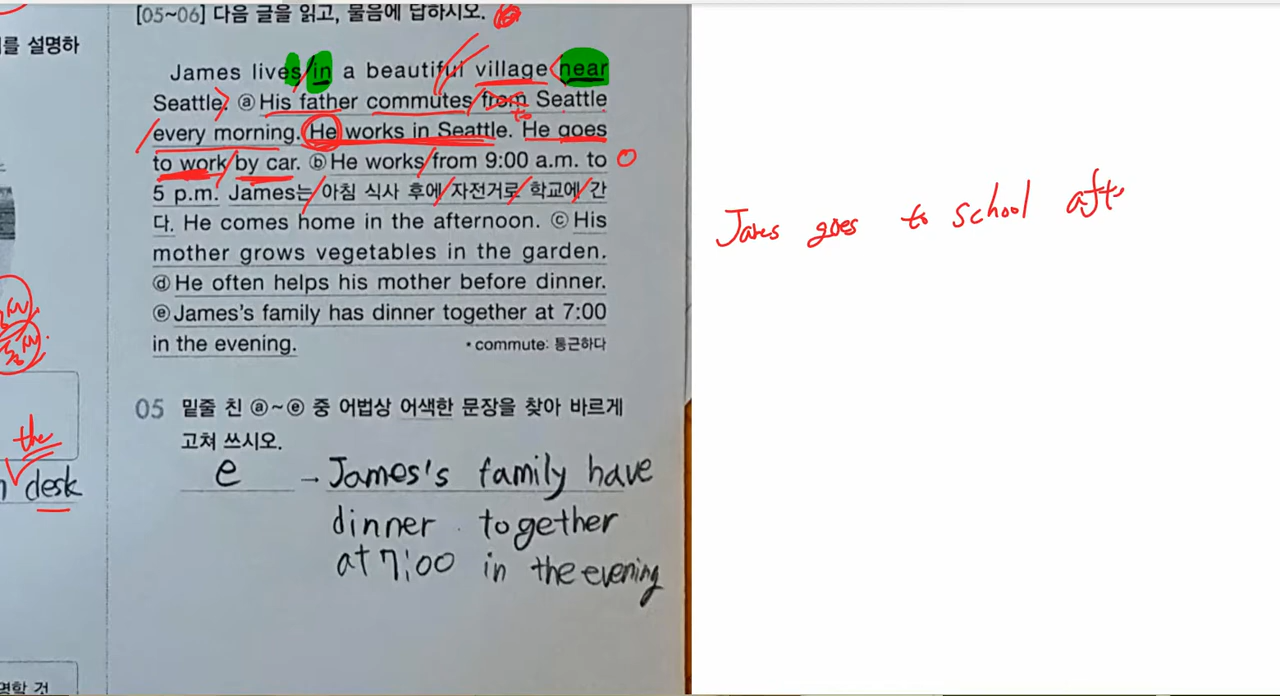 [05~06] 다음 글을 읽고, 물음에 답하시오.
를 설명하
James lives in a beautiful village near
Seattle. ⓐ His father commutes from Seattle
to
every morning. He works in Seattle. He goes
to work by car. ⓑ He works from 9:00 a.m. to
5 p.m. James는 아침 식사 후에 자전거로 학교에 간
다. He comes home in the afternoon. ⓒ His
mother grows vegetables in the garden.
ⓓ He often helps his mother before dinner.
ⓔ James's family has dinner together at 7:00
in the evening.
• commute: 통근하다
the
desk
05 밑줄 친 ⓐ~ⓔ 중 어법상 어색한 문장을 찾아 바르게
고쳐 쓰시오.
e → James's family have
dinner together
at 7:00 in the evening
명할 것
James goes to school afte